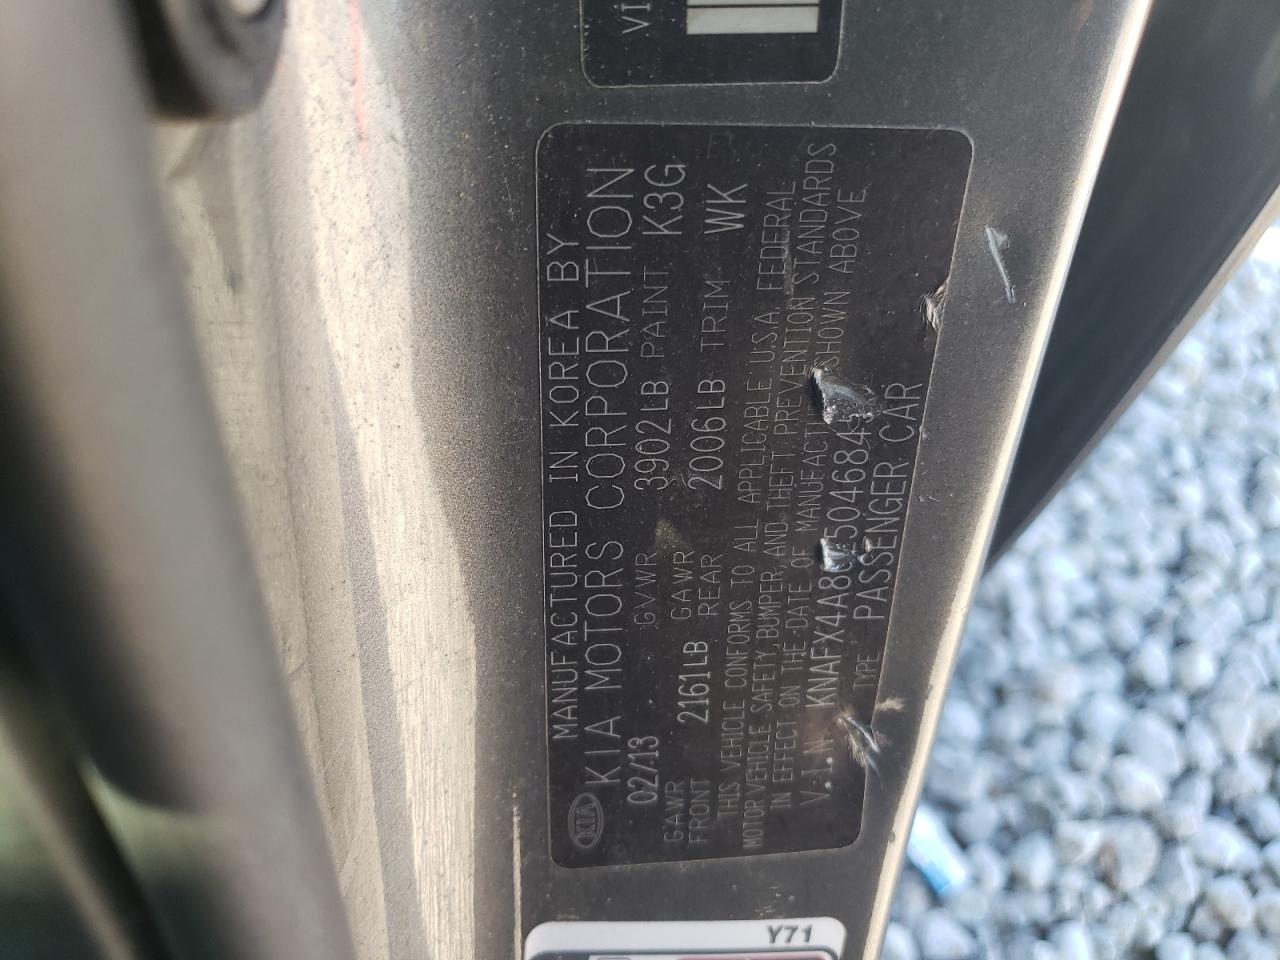 VI
KIA
MANUFACTURED IN KOREA BY
KIA MOTORS CORPORATION
02/13 GVWR 3902LB PAINT K3G
GAWR FRONT 2161LB GAWR REAR 2006LB TRIM WK
THIS VEHICLE CONFORMS TO ALL APPLICABLE U.S.A. FEDERAL
MOTOR VEHICLE SAFETY, BUMPER, AND THEFT PREVENTION STANDARDS
IN EFFECT ON THE DATE OF SHOWN ABOVE
V.I.N
TYPE PASSENGER CAR
Y71